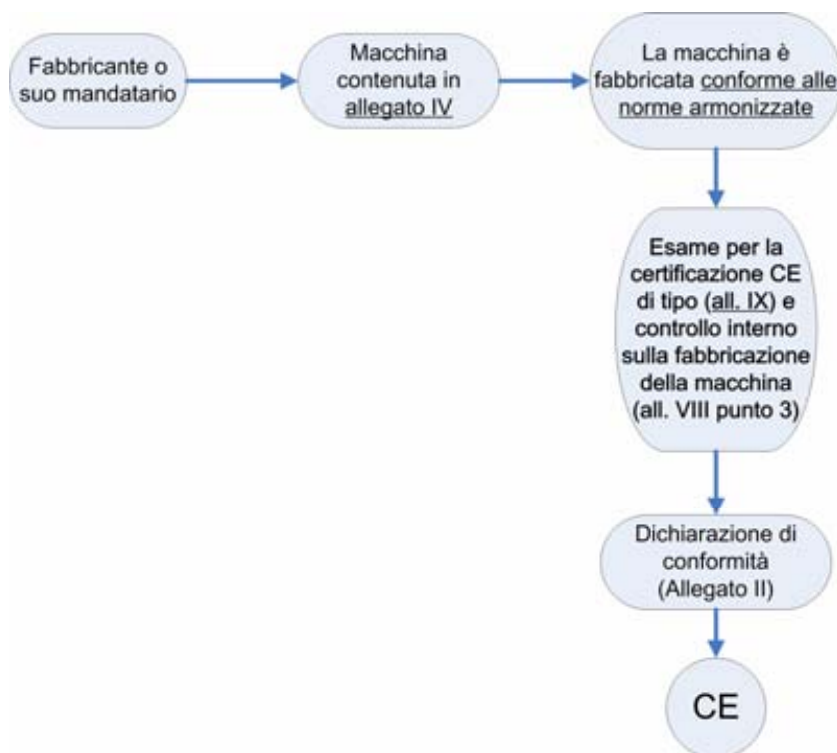 Fabbricante o
suo mandatario
Macchina
contenuta in
allegato IV
La macchina è
fabbricata conforme alle
norme armonizzate
Esame per la
certificazione CE
di tipo (all. IX) e
controllo interno
sulla fabbricazione
della macchina
(all. VIII punto 3)
Dichiarazione di
conformità
(Allegato II)
CE